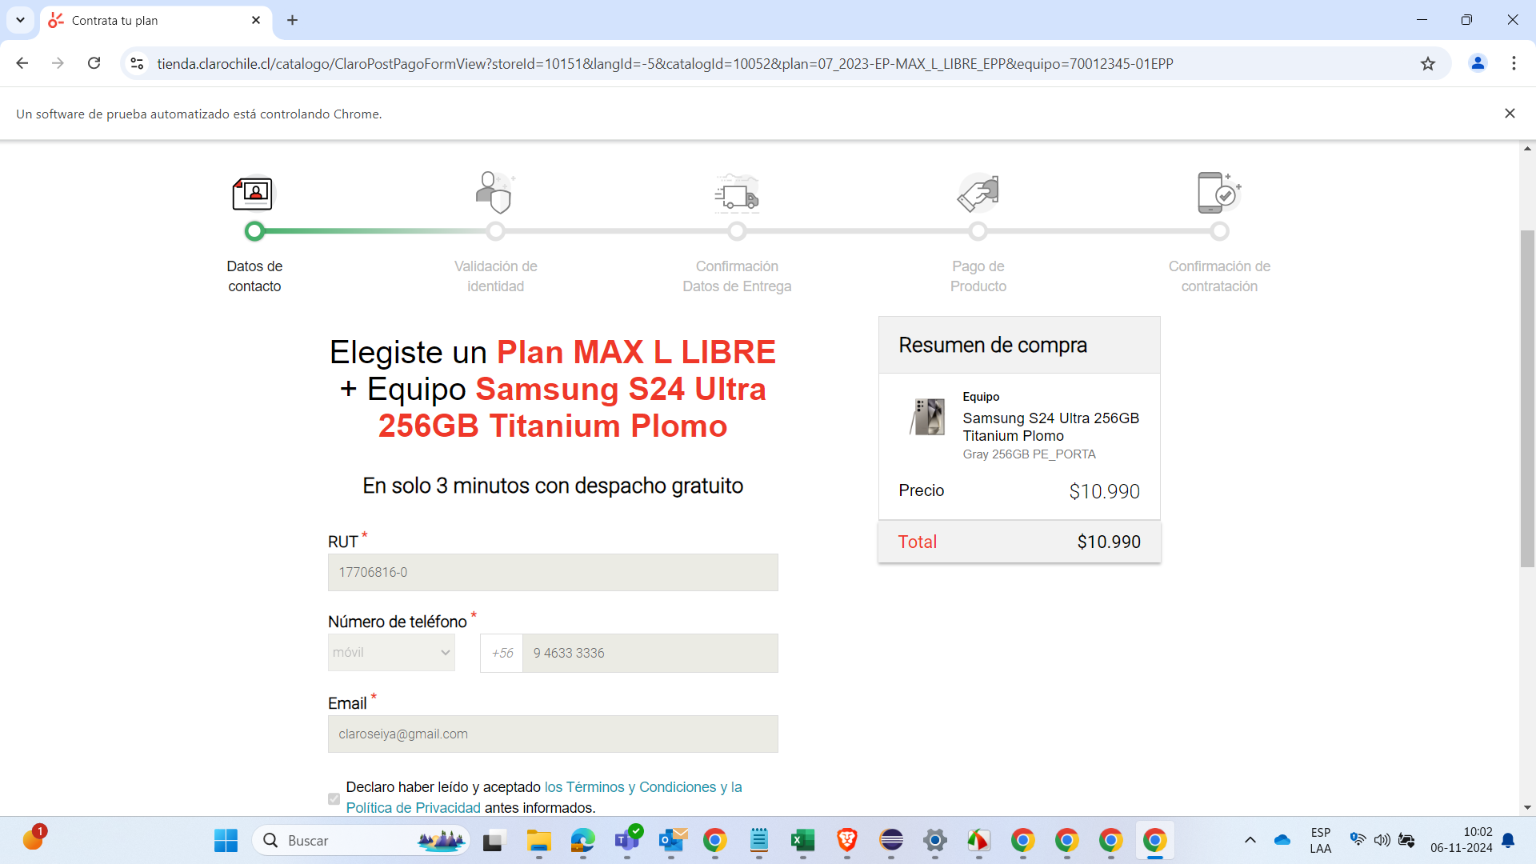 Contrata tu plan
tienda.clarochile.cl/catalogo/ClaroPostPagoFormView?storeId=10151&langId=-5&catalogId=10052&plan=07_2023-EP-MAX_L_LIBRE_EPP&equipo=70012345-01EPP
Un software de prueba automatizado está controlando Chrome.
Datos de
contacto
Validación de
identidad
Confirmación
Datos de Entrega
Pago de
Producto
Confirmación de
contratación
Elegiste un Plan MAX L LIBRE
+ Equipo Samsung S24 Ultra
256GB Titanium Plomo
En solo 3 minutos con despacho gratuito
RUT *
17706816-0
Número de teléfono *
móvil
+56
9 4633 3336
Email *
claroseiya@gmail.com
Declaro haber leído y aceptado los Términos y Condiciones y la
Política de Privacidad antes informados.
Resumen de compra
Equipo
Samsung S24 Ultra 256GB
Titanium Plomo
Gray 256GB PE_PORTA
Precio $10.990
Total $10.990
1
Buscar
ESP
LAA
10:02
06-11-2024